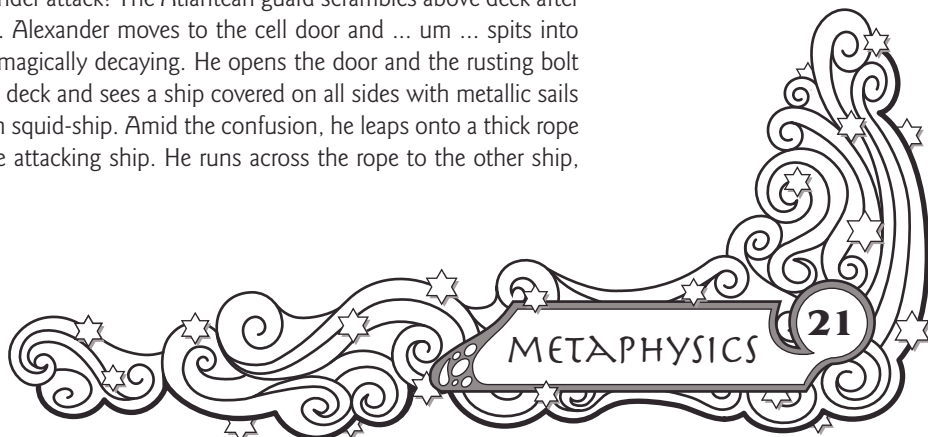 attack? The Atlantean guard scrambles above deck after
. Alexander moves to the cell door and ... um ... spits into
magically decaying. He opens the door and the rusting bolt
deck and sees a ship covered on all sides with metallic sails
squid-ship. Amid the confusion, he leaps onto a thick rope
attacking ship. He runs across the rope to the other ship,
METAPHYSICS
21